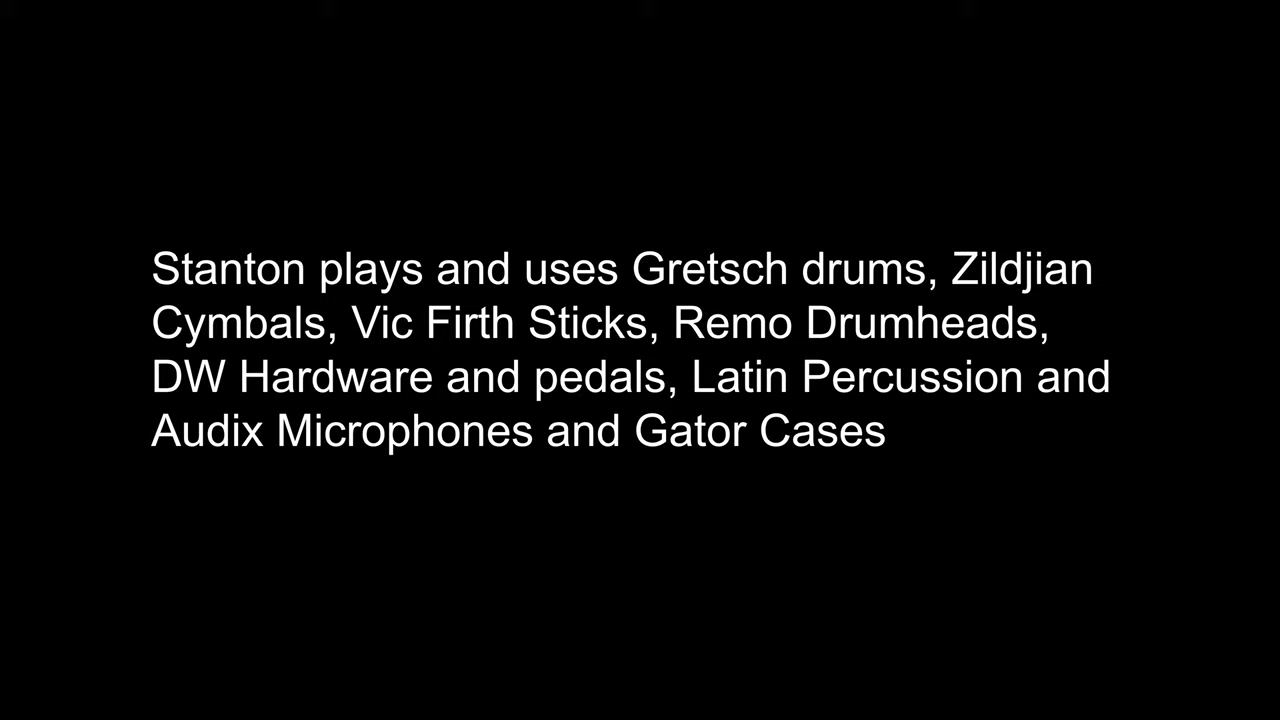 Stanton plays and uses Gretsch drums, Zildjian
Cymbals, Vic Firth Sticks, Remo Drumheads,
DW Hardware and pedals, Latin Percussion and
Audix Microphones and Gator Cases